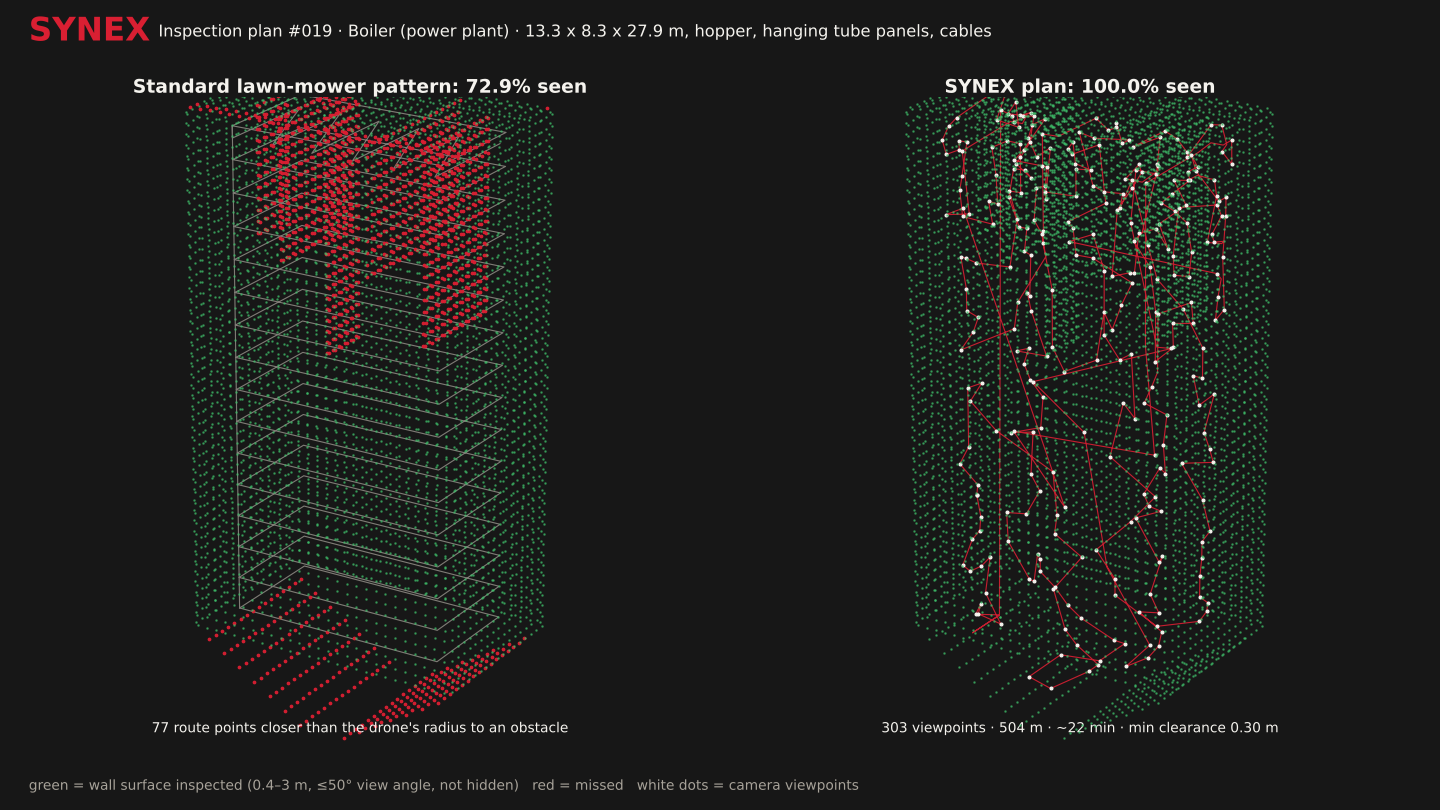 SYNEX Inspection plan #019 · Boiler (power plant) · 13.3 x 8.3 x 27.9 m, hopper, hanging tube panels, cables
Standard lawn-mower pattern: 72.9% seen
SYNEX plan: 100.0% seen
77 route points closer than the drone's radius to an obstacle
303 viewpoints · 504 m · ~22 min · min clearance 0.30 m
green = wall surface inspected (0.4–3 m, ≤50° view angle, not hidden) red = missed white dots = camera viewpoints